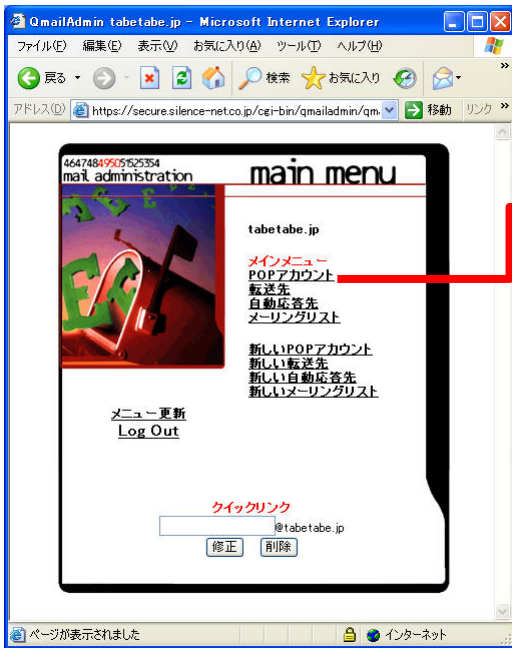 QmailAdmin tabetabe.jp - Microsoft Internet Explorer
ファイル(F) 編集(E) 表示(V) お気に入り(A) ツール(T) ヘルプ(H)
戻る 検索 お気に入り »
アドレス(D) https://secure.silence-net.co.jp/cgi-bin/qmailadmin/qm. 移動 リンク »
464748495051525354
mail administration
main menu
tabetabe.jp
メインメニュー
POPアカウント
転送先
自動応答先
メーリングリスト
新しいPOPアカウント
新しい転送先
新しい自動応答先
新しいメーリングリスト
メニュー更新
Log Out
クイックリンク
@tabetabe.jp
修正 削除
ページが表示されました インターネット